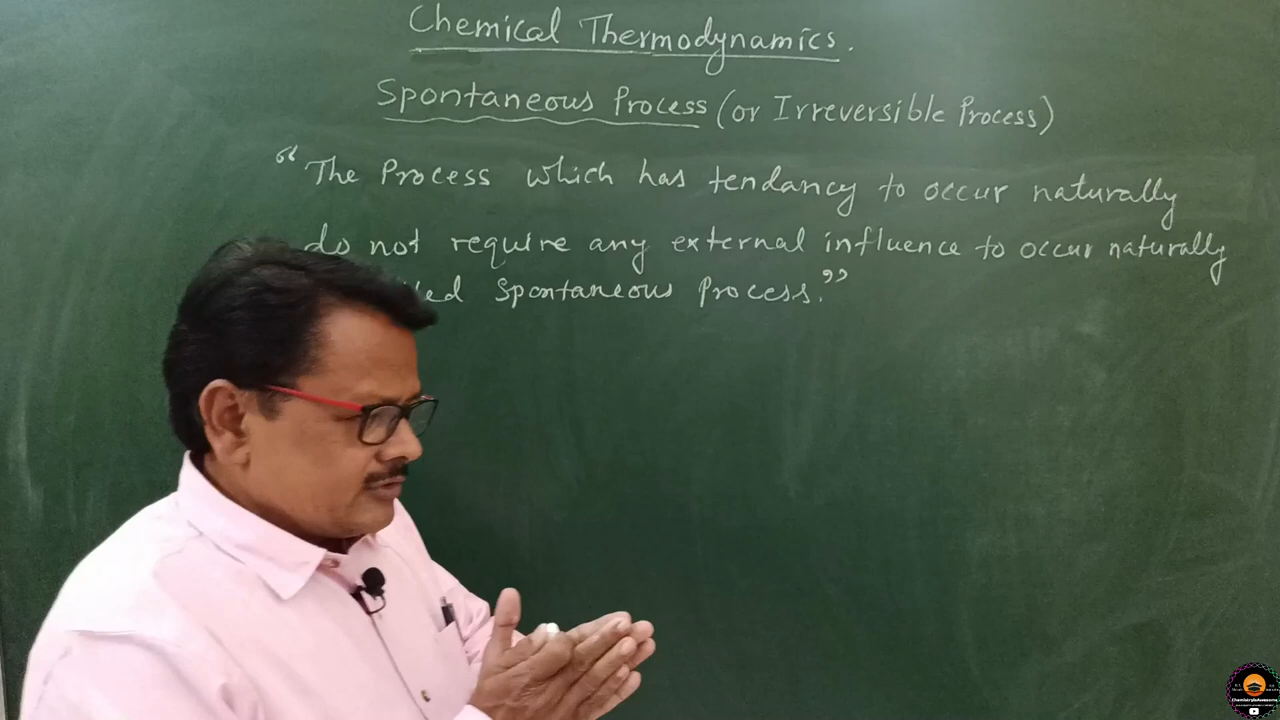 Chemical Thermodynamics.
Spontaneous Process (or Irreversible Process)
"The Process which has tendancy to occur naturally
do not require any external influence to occur naturally
Spontaneous Process."